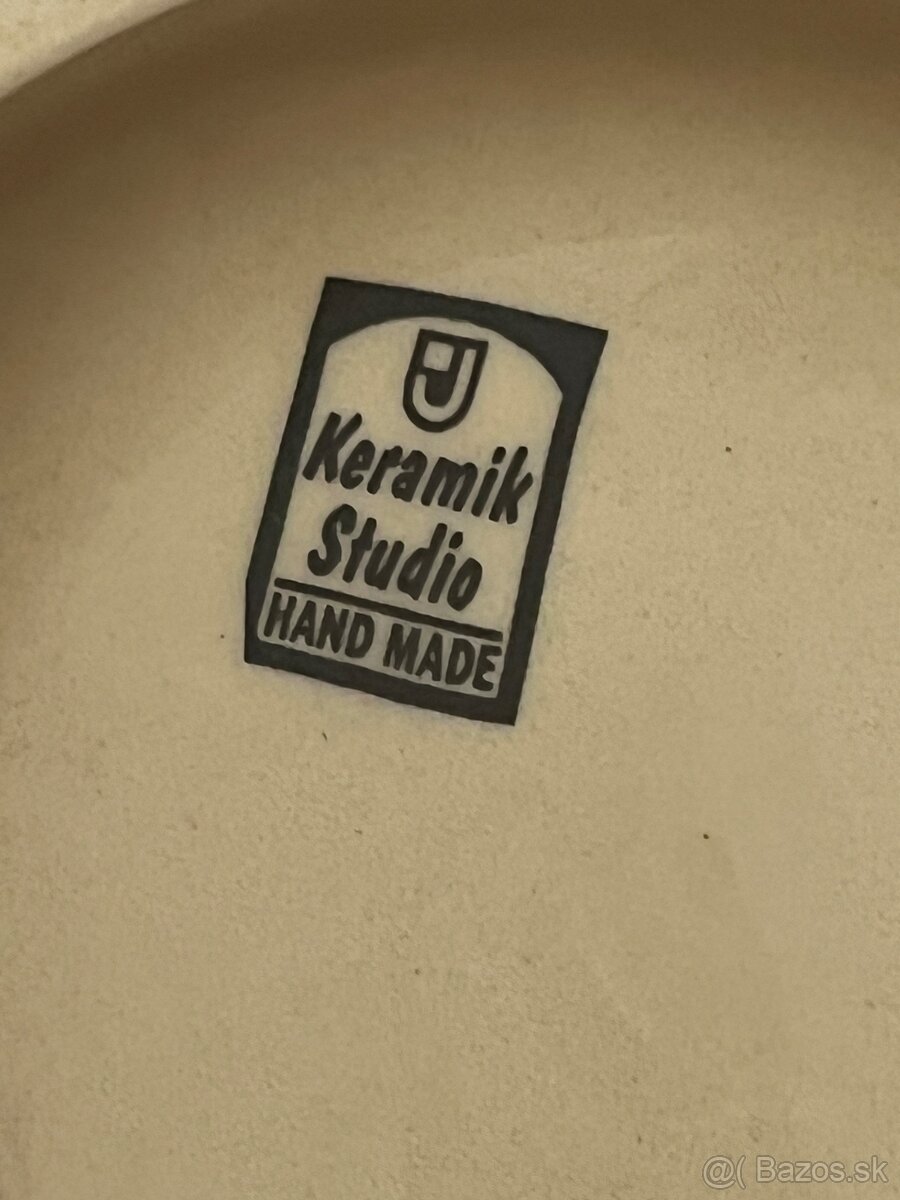 Keramik
Studio
HAND MADE
@( Bazos.sk